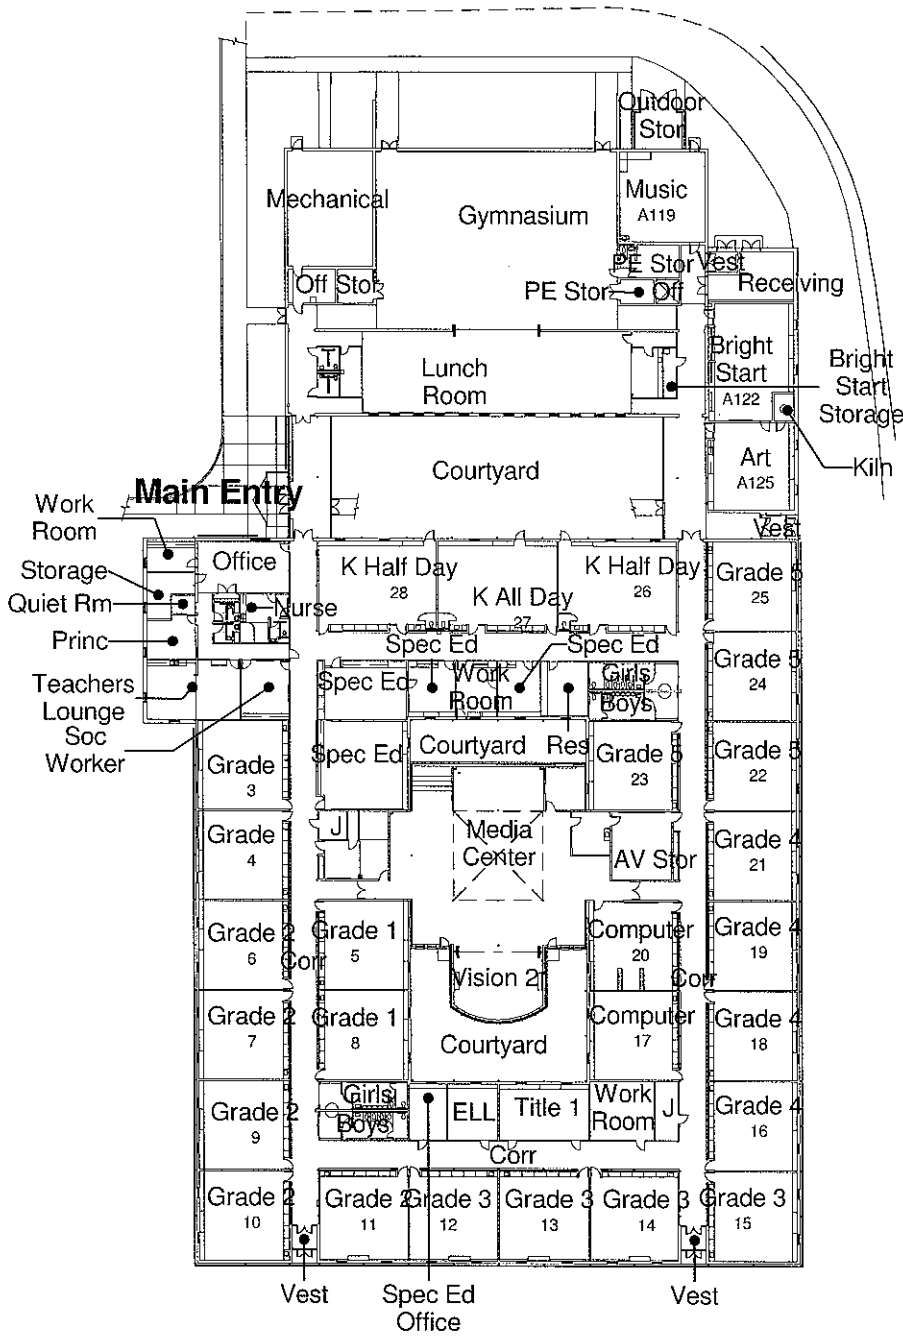 Outdoor
Stor
Mechanical
Gymnasium
Music
A119
PE Stor
Vest
Off
Stor
PE Stor
Off
Receiving
Lunch
Room
Bright
Start
A122
Bright
Start
Storage
Courtyard
Art
A125
Kiln
Main Entry
Work
Room
Vest
Office
K Half Day
28
K All Day
27
K Half Day
26
Grade 5
25
Storage
Quiet Rm
Nurse
Princ
Spec Ed
Spec Ed
Teachers
Lounge
Soc
Worker
Spec Ed
Work
Room
Girls
Boys
Grade 5
24
Spec Ed
Courtyard
Res
Grade 5
23
Grade 5
22
Grade 1
3
J
Media
Center
AV Stor
Grade 4
21
Grade 1
4
Grade 2
6
Corr
Grade 1
5
Vision 21
Computer
20
Corr
Grade 4
19
Grade 2
7
Grade 1
8
Courtyard
Computer
17
Grade 4
18
Grade 2
9
Girls
Boys
ELL
Title 1
Work
Room
J
Grade 4
16
Corr
Grade 2
10
Grade 2
11
Grade 3
12
Grade 3
13
Grade 3
14
Grade 3
15
Vest
Spec Ed
Office
Vest